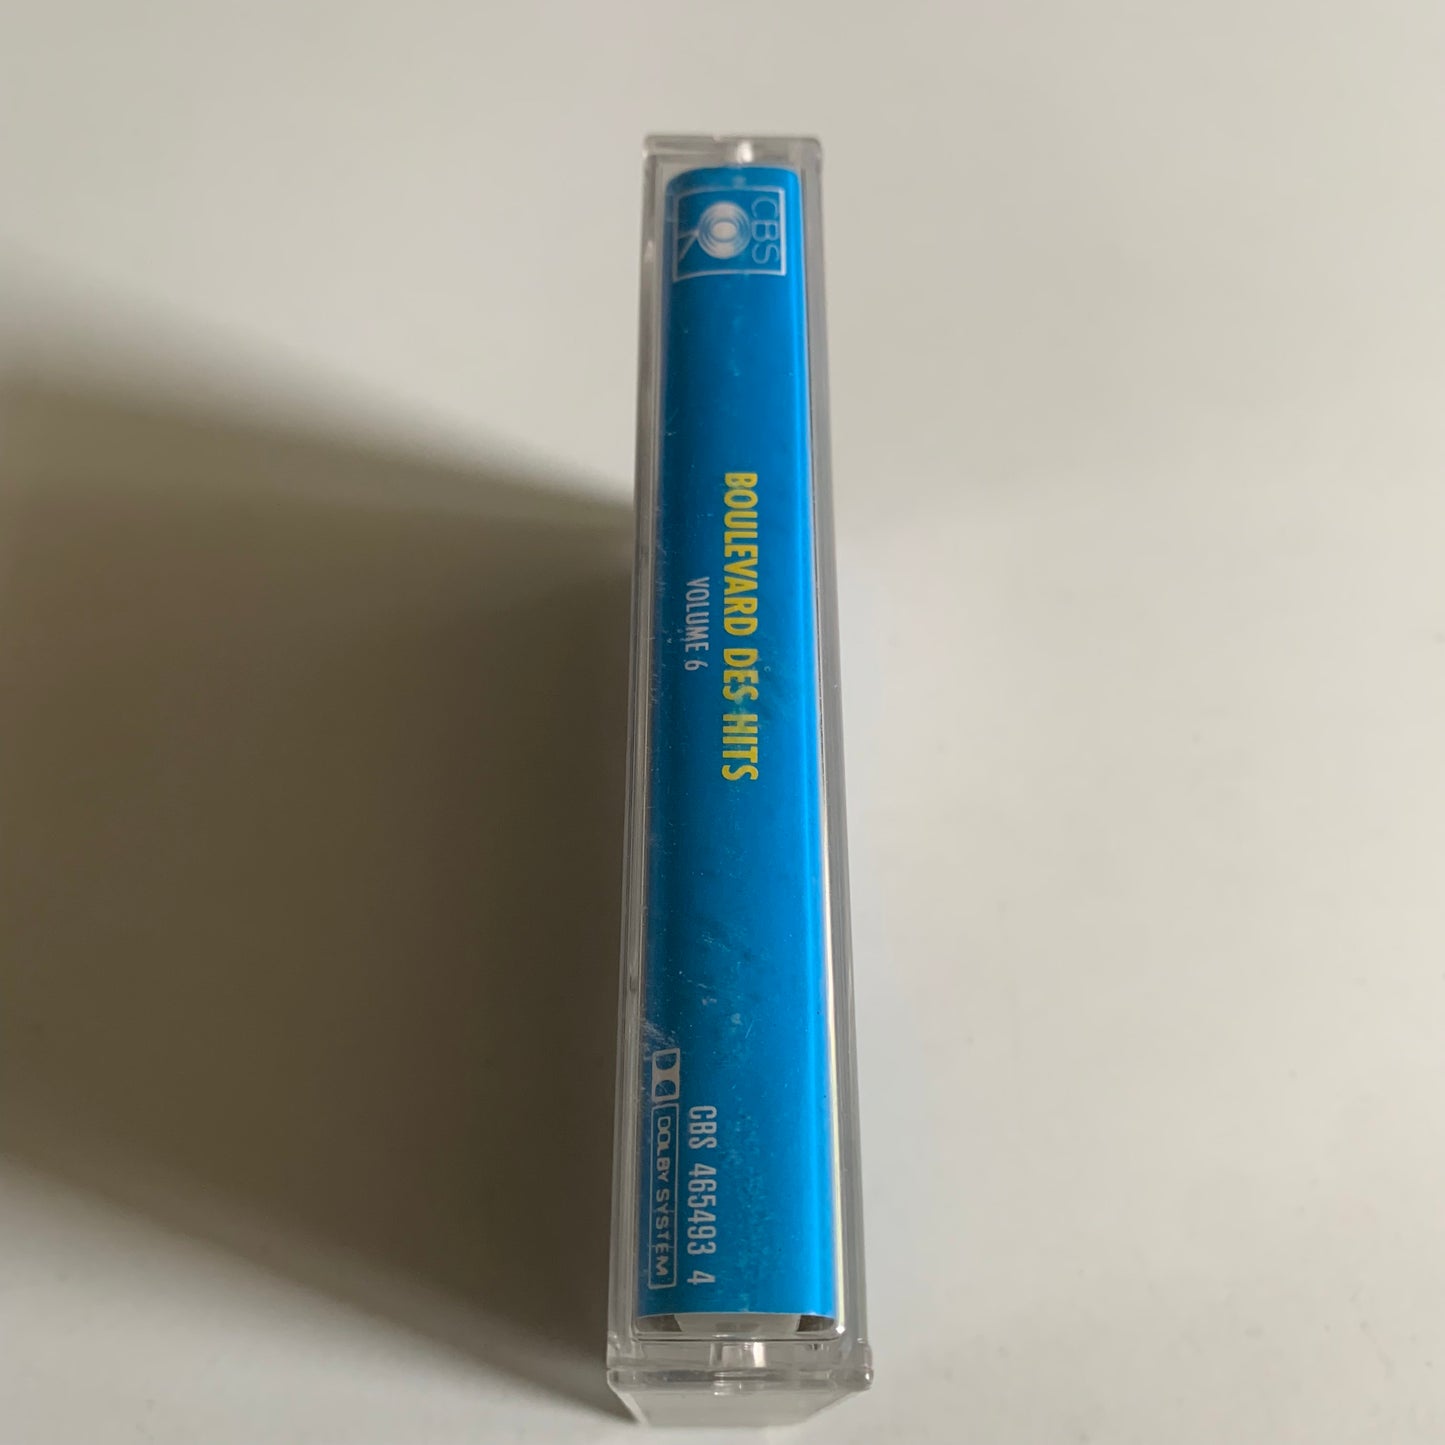 CBS
BOULEVARD DES HITS
VOLUME 6
CBS 465493 4
DOLBY SYSTEM